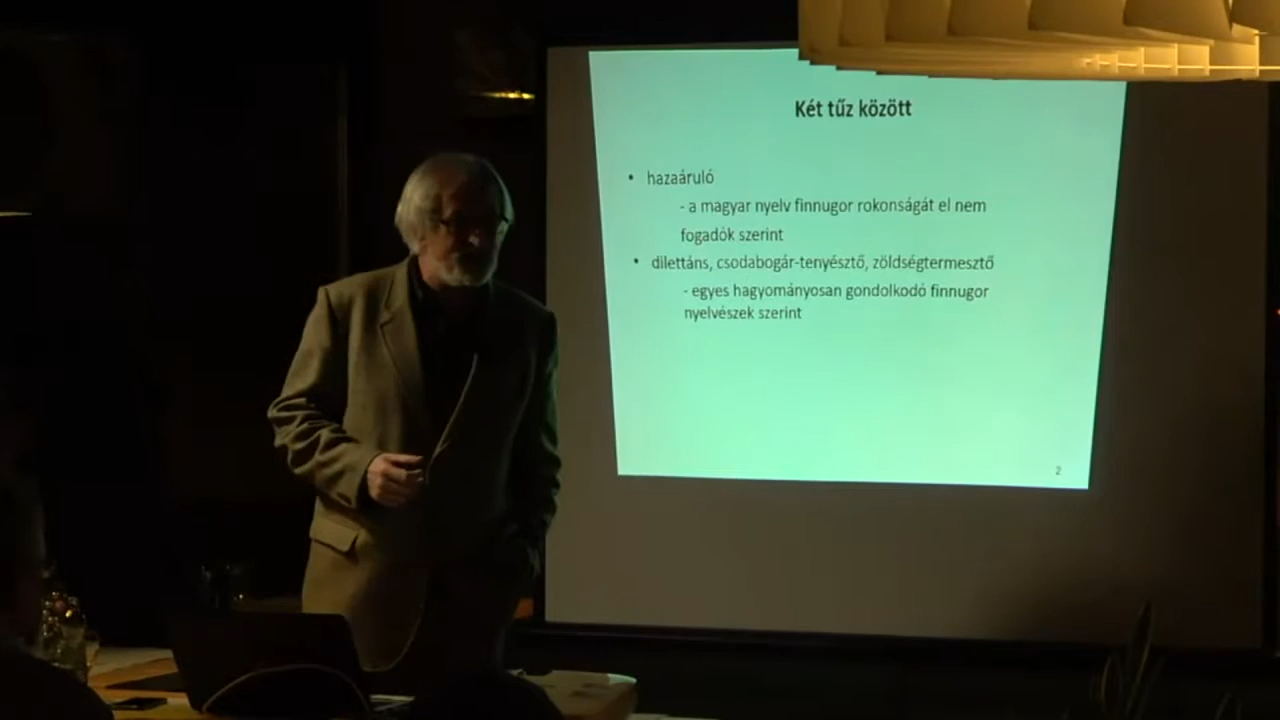 Két tűz között
• hazaáruló
- a magyar nyelv finnugor rokonságát el nem
fogadók szerint
• dilettáns, csodabogár-tenyésztő, zöldségtermesztő
- egyes hagyományosan gondolkodó finnugor
nyelvészek szerint
2